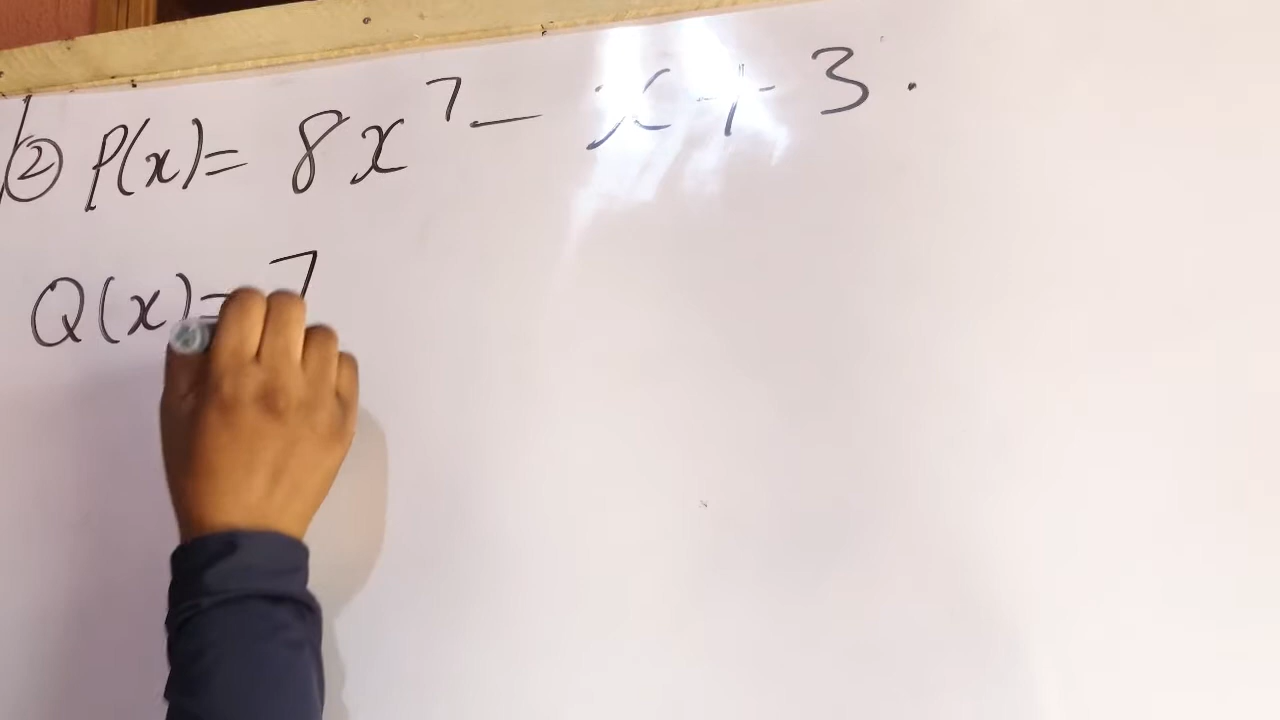 ② P(x) = 8x⁷ - x + 3.
Q(x) = 7